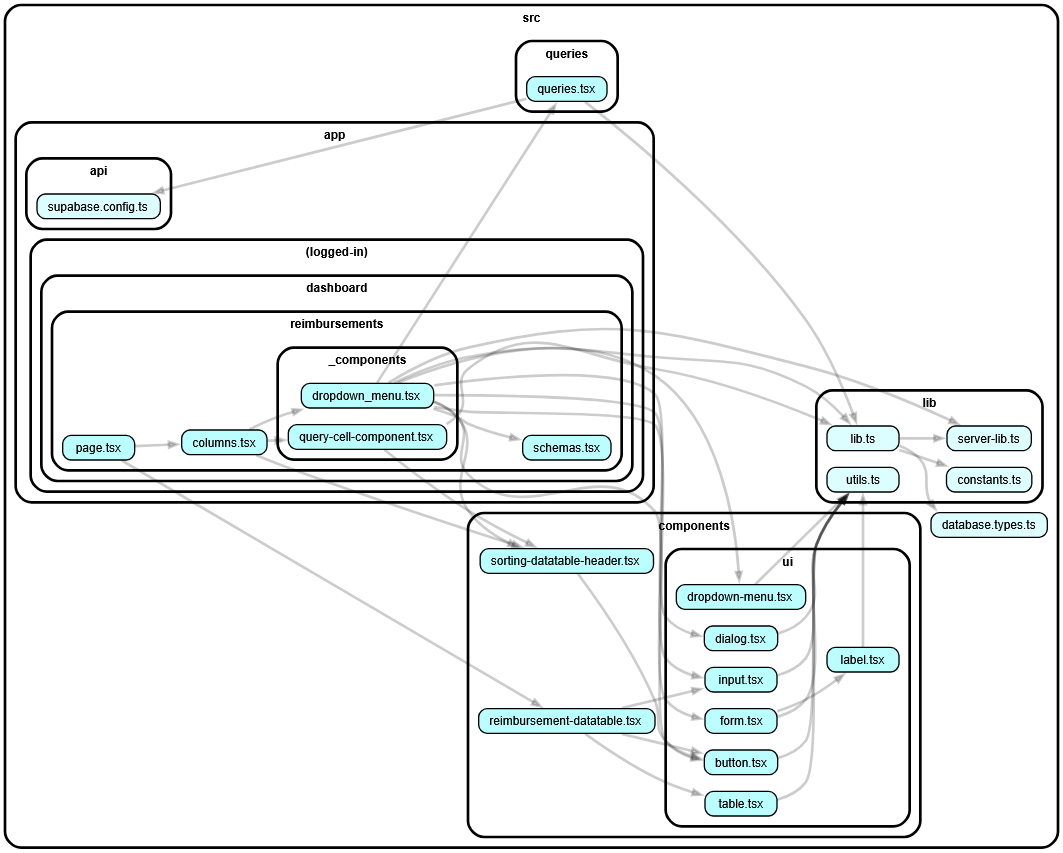 src
queries
queries.tsx
app
api
supabase.config.ts
(logged-in)
dashboard
reimbursements
_components
dropdown_menu.tsx
query-cell-component.tsx
page.tsx
columns.tsx
schemas.tsx
lib
lib.ts
server-lib.ts
utils.ts
constants.ts
database.types.ts
components
sorting-datatable-header.tsx
ui
dropdown-menu.tsx
dialog.tsx
label.tsx
input.tsx
reimbursement-datatable.tsx
form.tsx
button.tsx
table.tsx